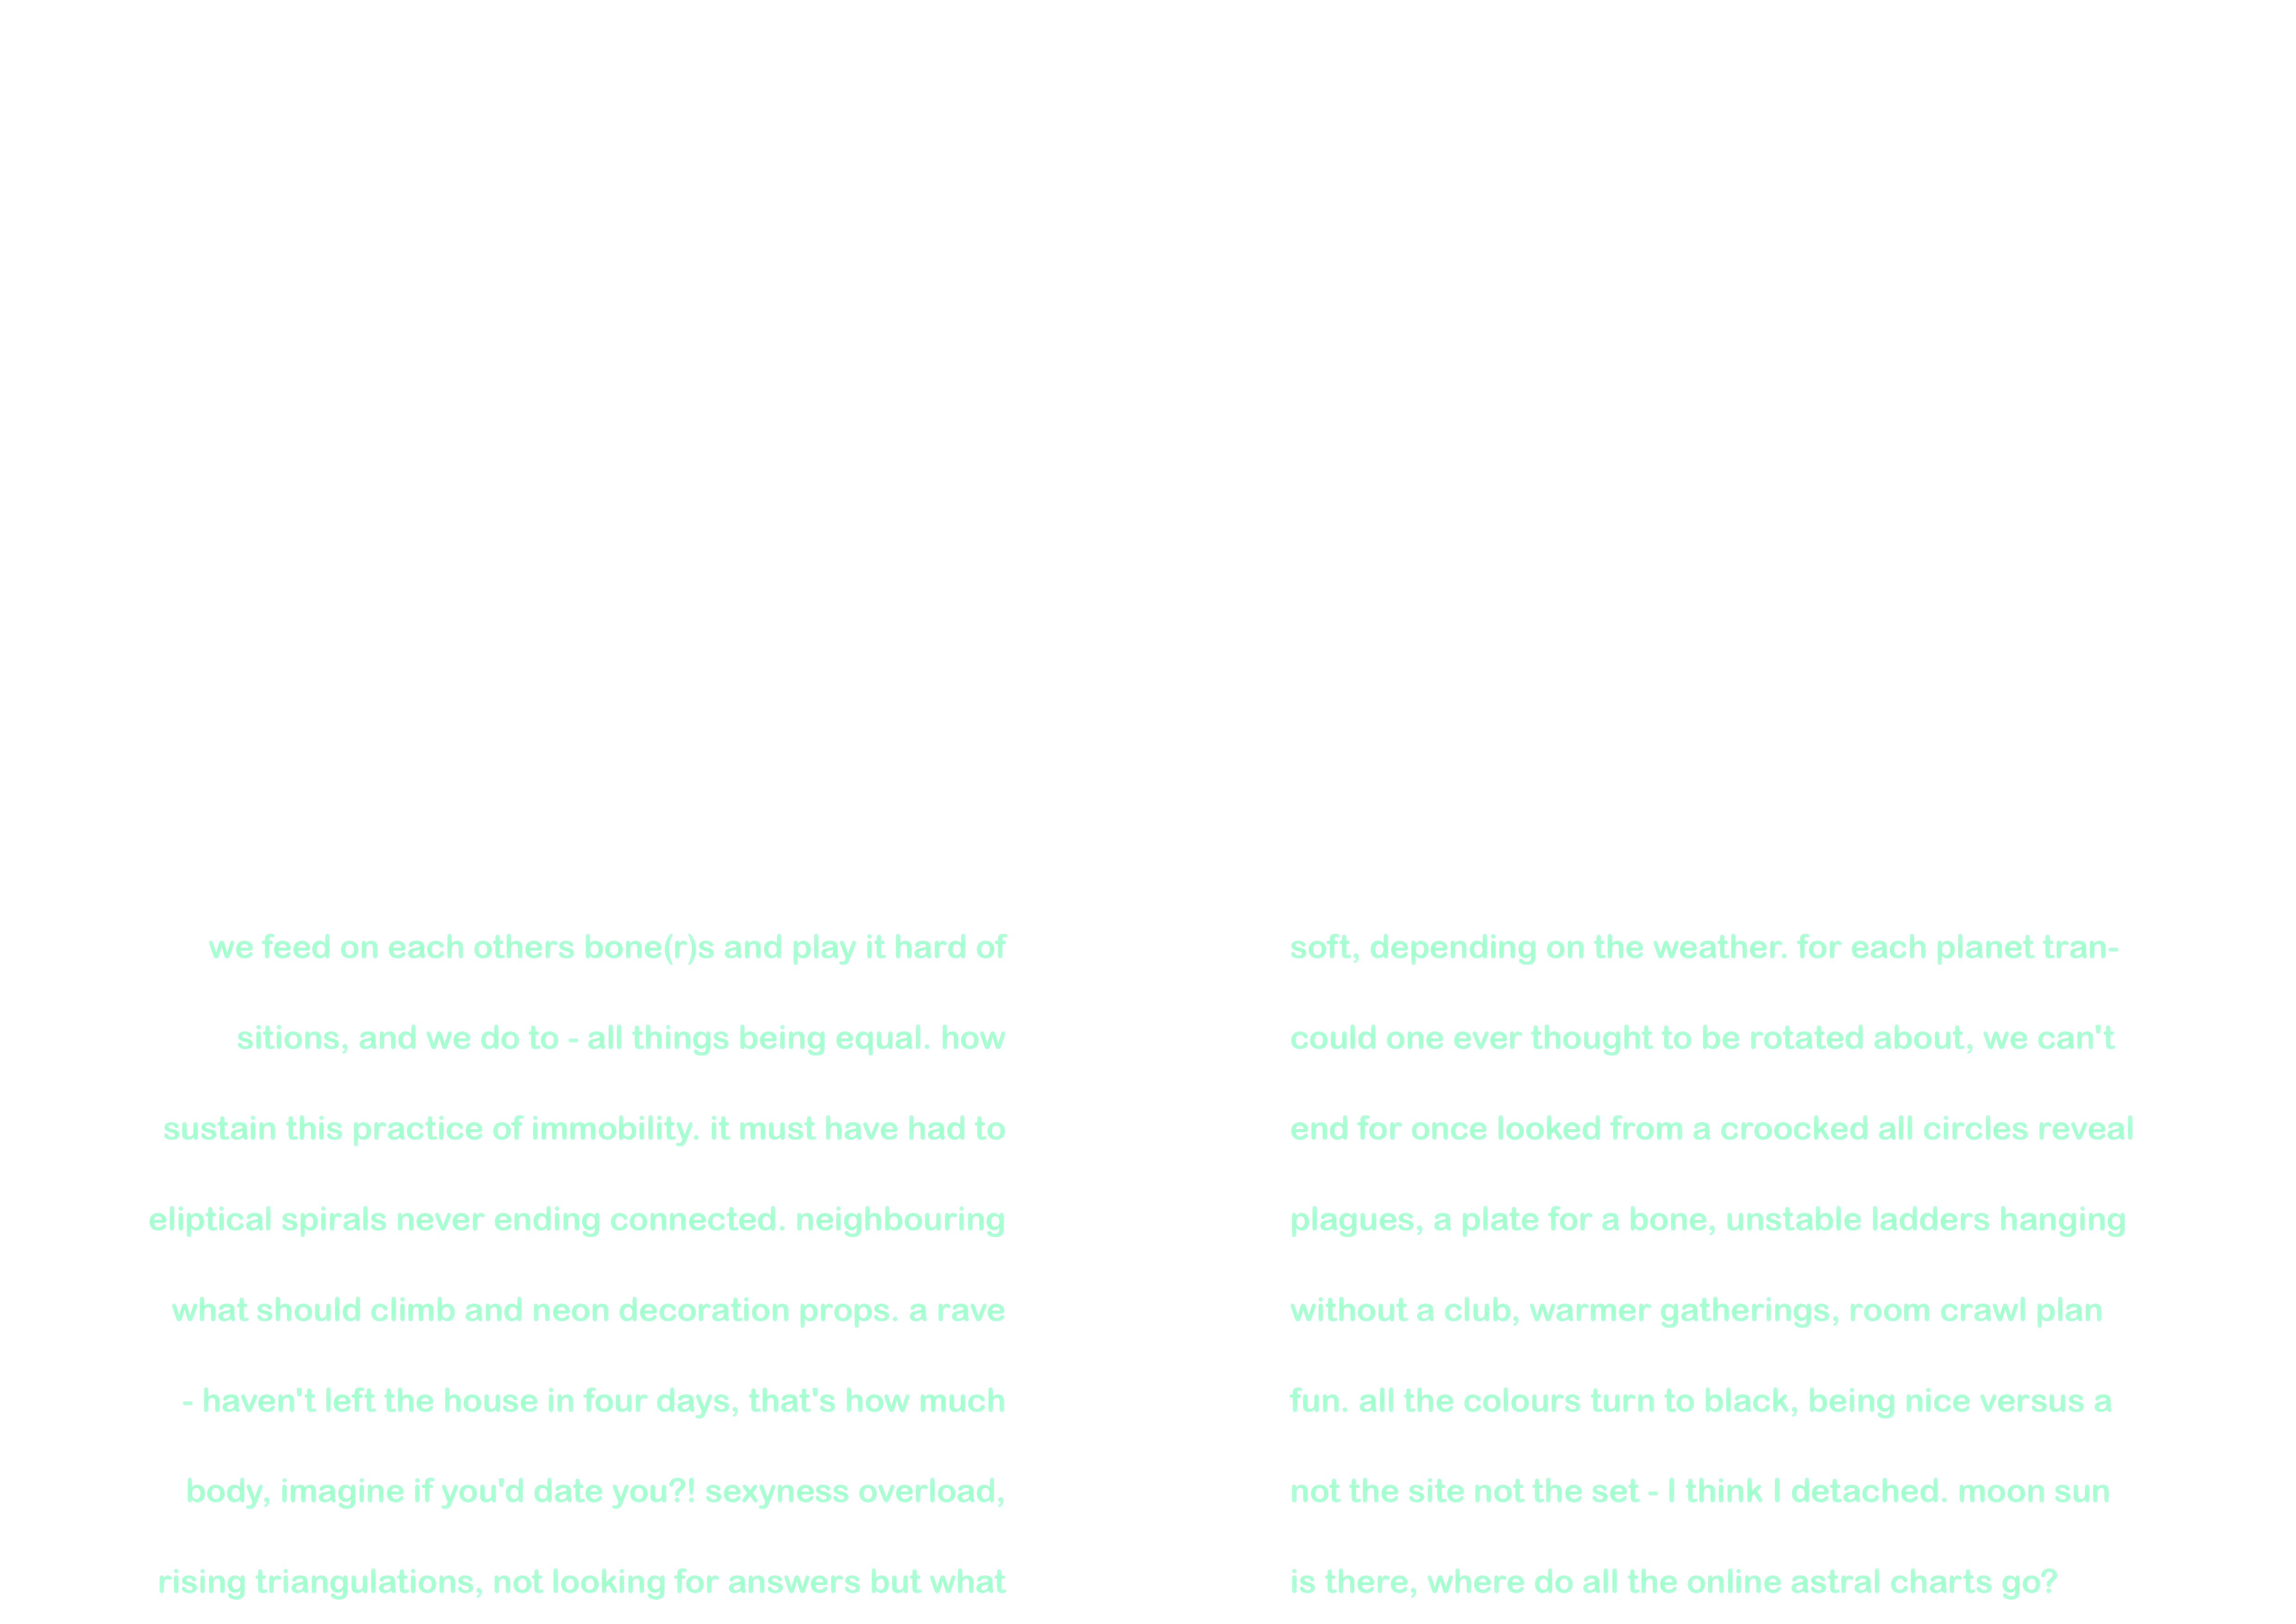 we feed on each others bone()s and play it hard of soft, depending on the weather. for each planet tran-
sitions, and we do to - all things being equal. how could one ever thought to be rotated about, we can't
sustain this practice of immobility. it must have had to end for once looked from a croocked all circles reveal
eliptical spirals never ending connected. neighbouring plagues, a plate for a bone, unstable ladders hanging
what should climb and neon decoration props. a rave without a club, warmer gatherings, room crawl plan
- haven't left the house in four days, that's how much fun. all the colours turn to black, being nice versus a
body, imagine if you'd date you?! sexyness overload, not the site not the set - I think I detached. moon sun
rising triangulations, not looking for answers but what is there, where do all the online astral charts go?